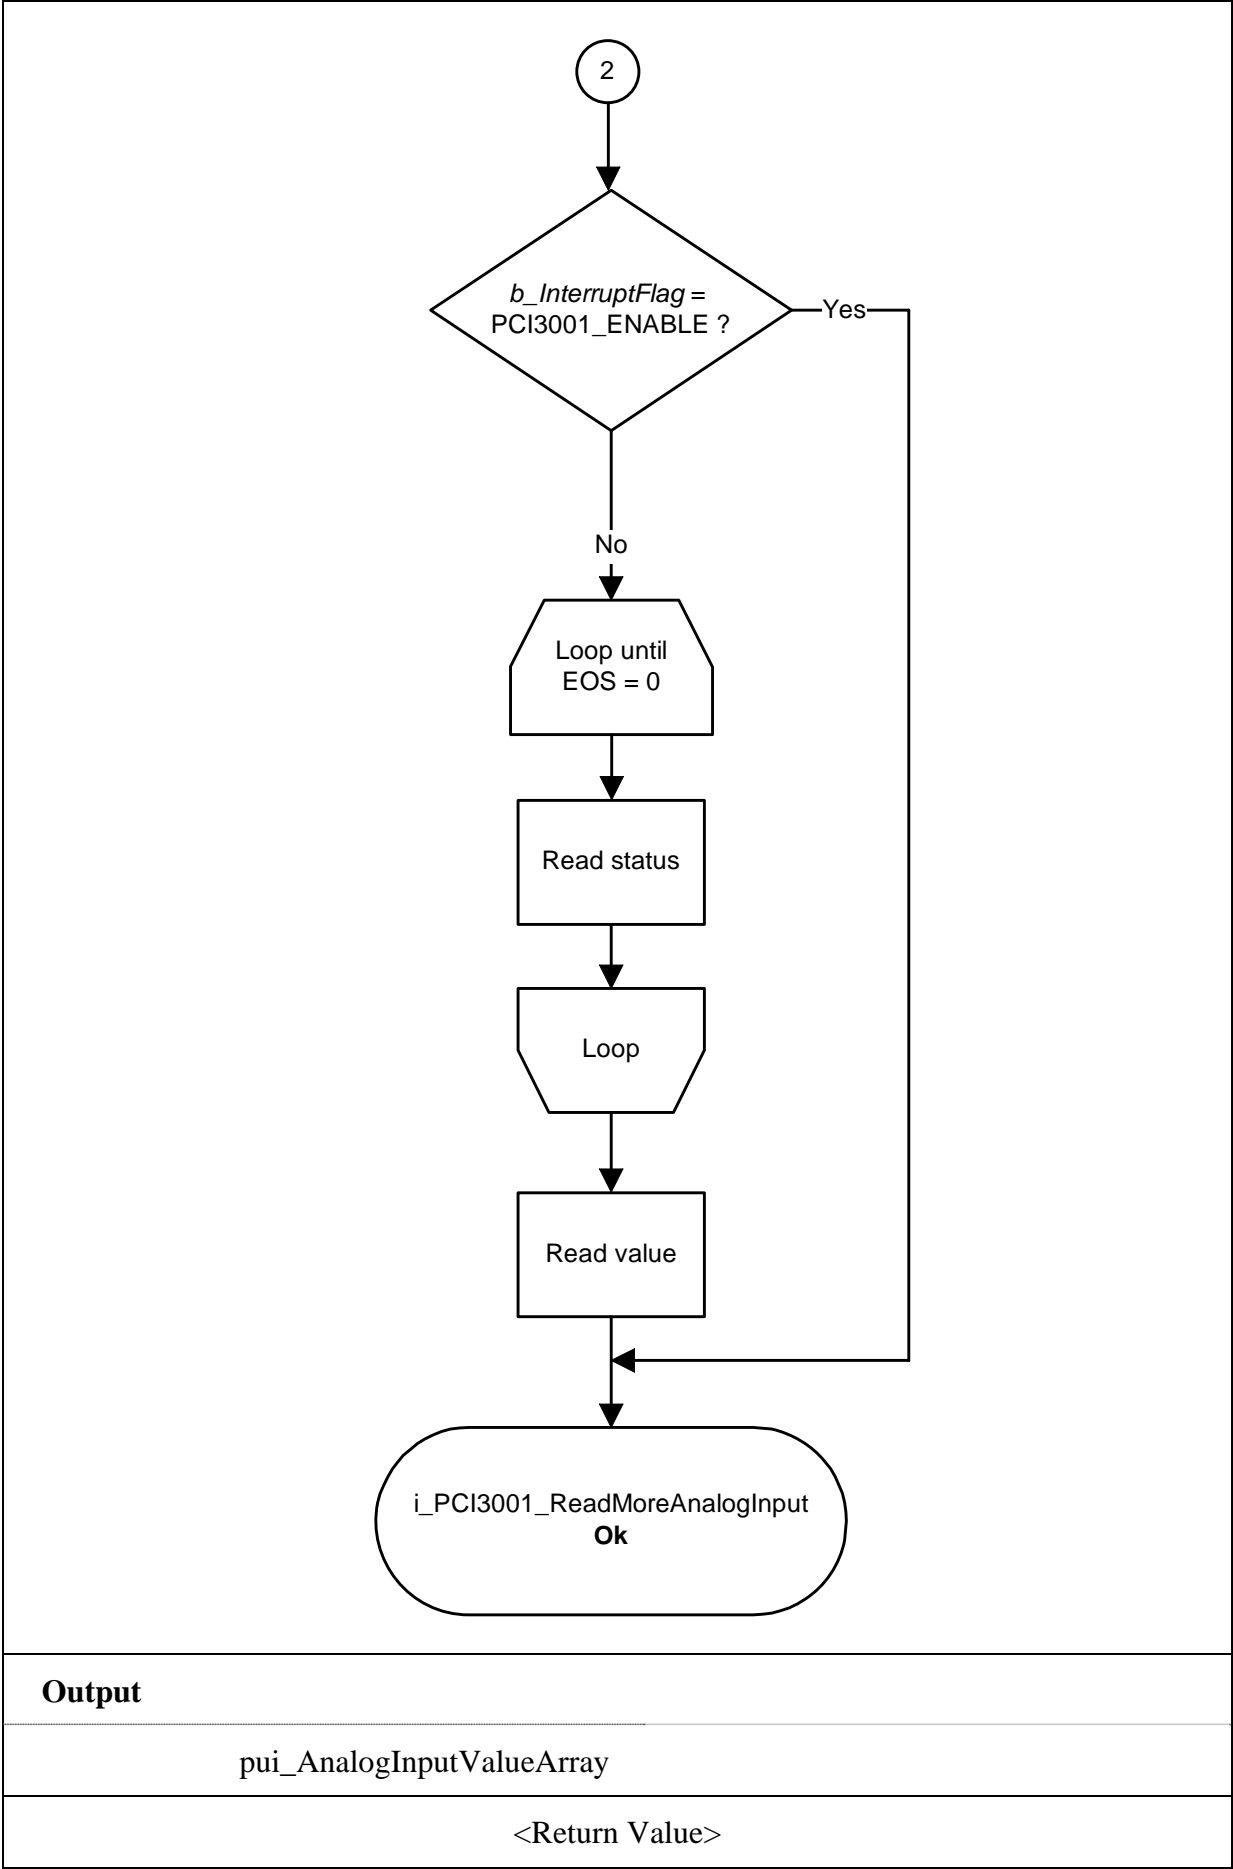 2
b_InterruptFlag =
PCI3001_ENABLE ?
Yes
No
Loop until
EOS = 0
Read status
Loop
Read value
i_PCI3001_ReadMoreAnalogInput
Ok
Output
pui_AnalogInputValueArray
<Return Value>